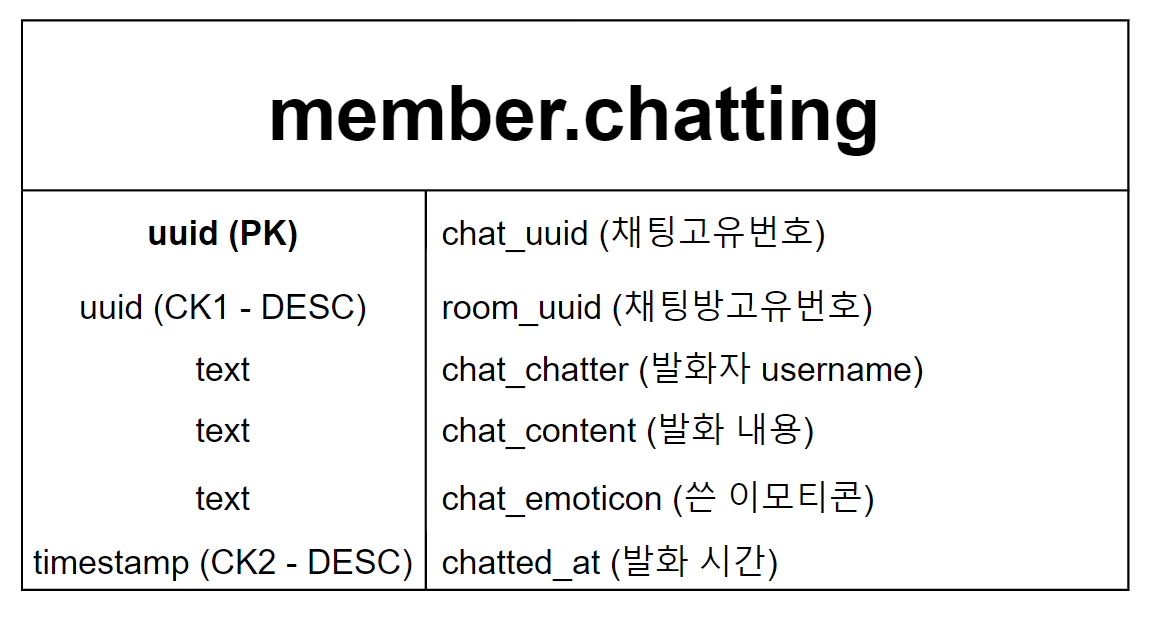 member.chatting
uuid (PK) chat_uuid (채팅고유번호)
uuid (CK1 - DESC) room_uuid (채팅방고유번호)
text chat_chatter (발화자 username)
text chat_content (발화 내용)
text chat_emoticon (쓴 이모티콘)
timestamp (CK2 - DESC) chatted_at (발화 시간)